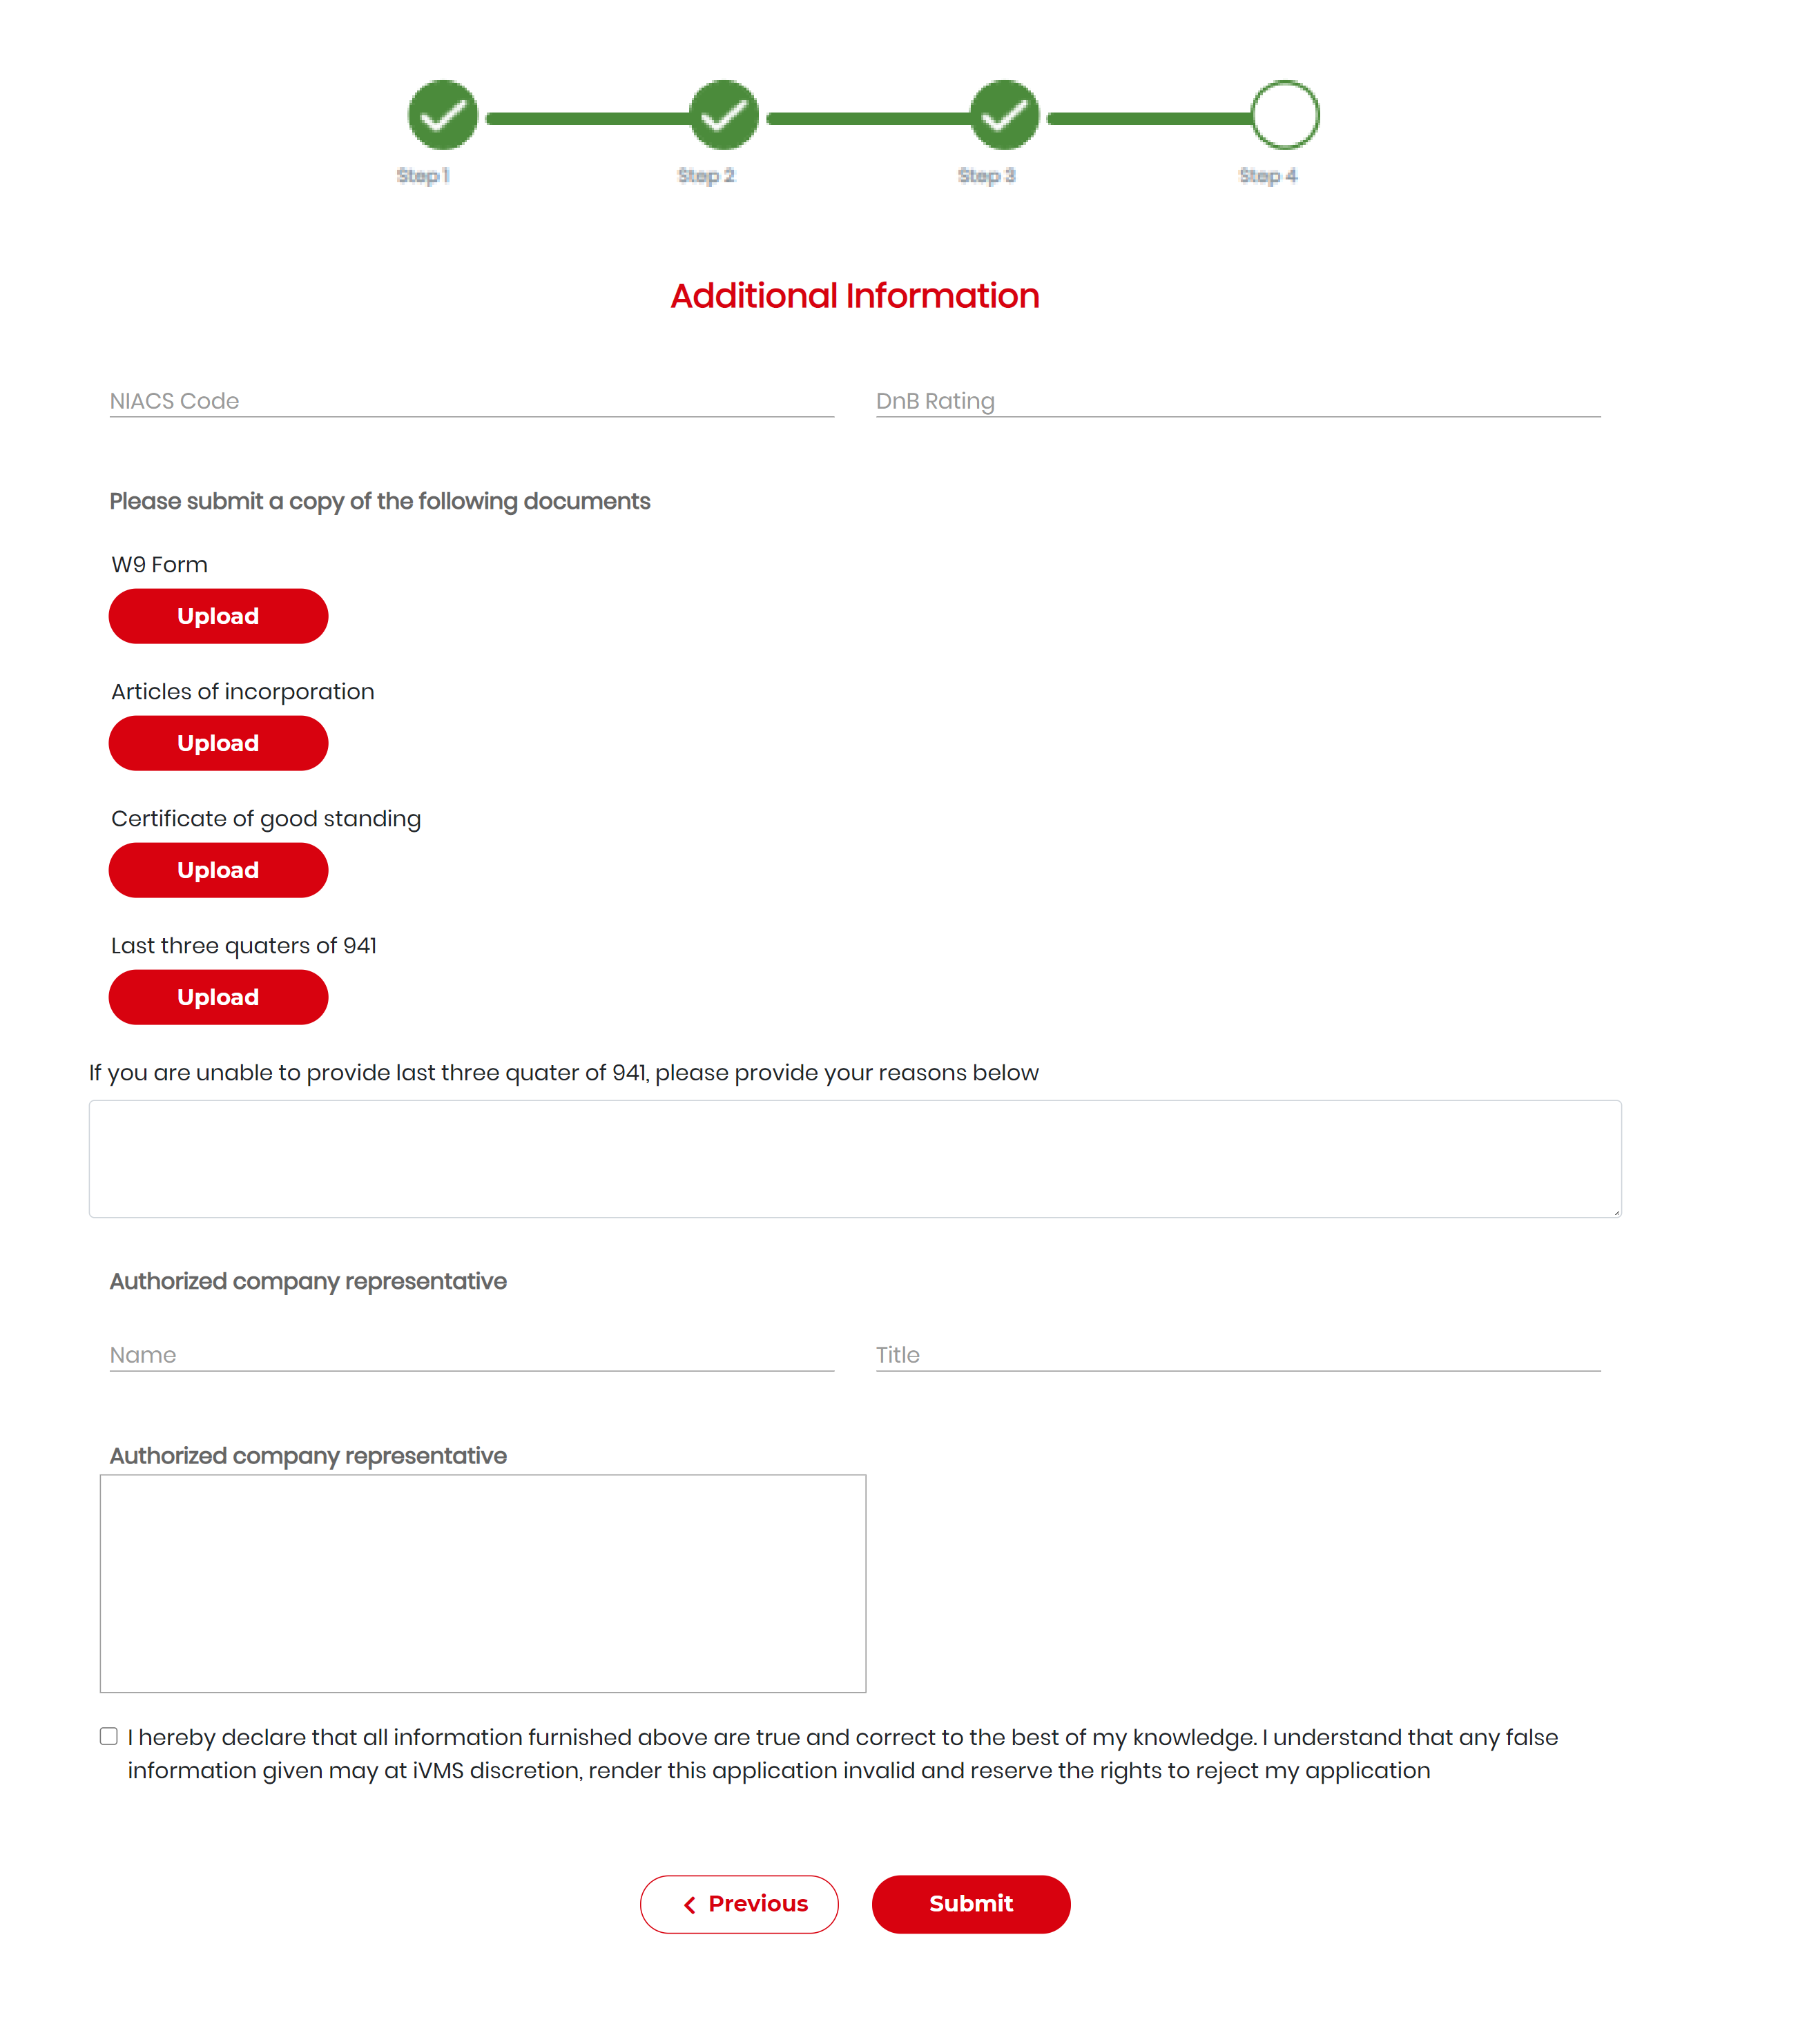 Step 1 Step 2 Step 3 Step 4
Additional Information
NIACS Code DnB Rating
Please submit a copy of the following documents
W9 Form
Upload
Articles of incorporation
Upload
Certificate of good standing
Upload
Last three quaters of 941
Upload
If you are unable to provide last three quater of 941, please provide your reasons below
Authorized company representative
Name Title
Authorized company representative
I hereby declare that all information furnished above are true and correct to the best of my knowledge. I understand that any false
information given may at iVMS discretion, render this application invalid and reserve the rights to reject my application
Previous Submit